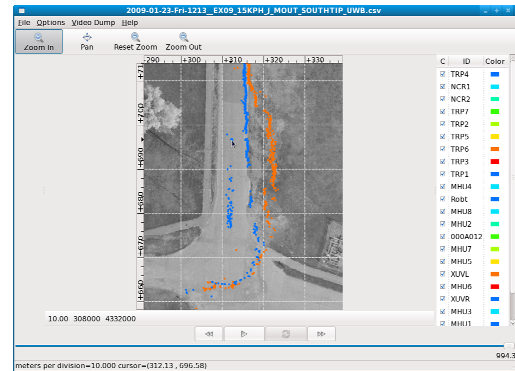 2009-01-23-Fri-1213__EX09_15KPH_J_MOUT_SOUTHTIP_UWB.csv
File Options Video Dump Help
Zoom In Pan Reset Zoom Zoom Out
-290 +300 +310 +320 +330
C ID Color
TRP4
NCR1
NCR2
TRP7
TRP2
TRP5
TRP6
TRP3
TRP1
MHU4
Robt
MHU8
MHU2
000A012
MHU7
MHU5
XUVL
MHU6
XUVR
MHU3
MHU1
+700
+690
+680
+670
+660
10.00 308000 4332000
994.3
meters per division=10.000 cursor=(312.13 , 696.58)